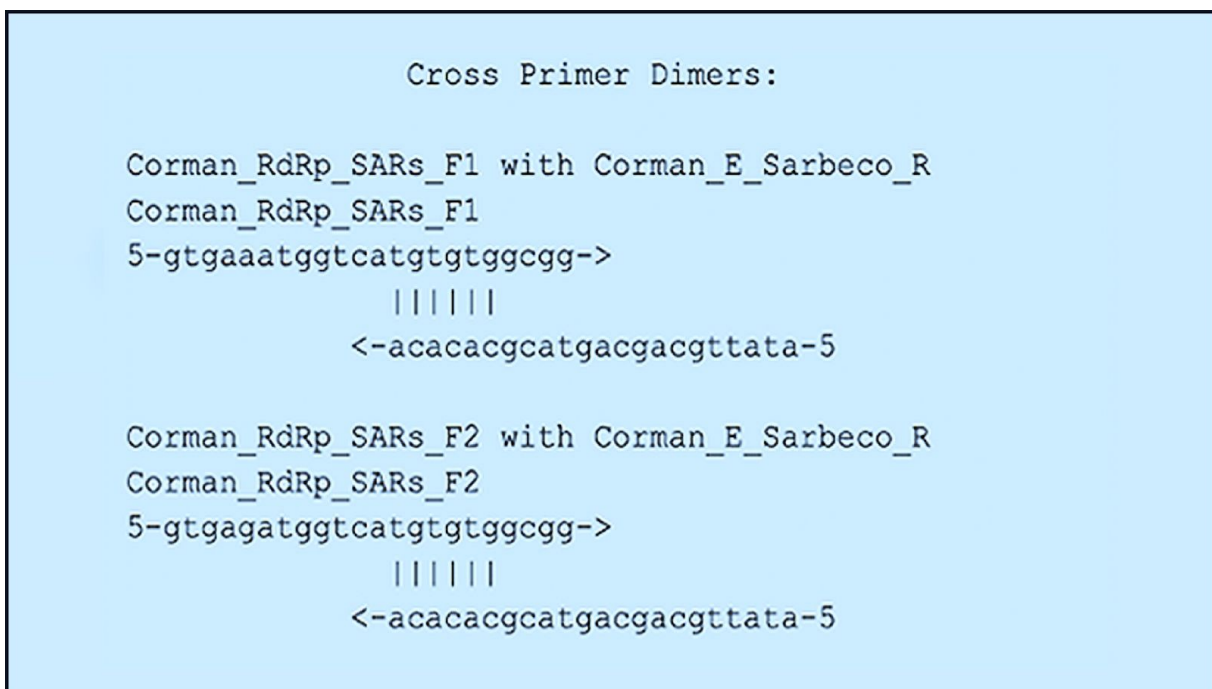 Cross Primer Dimers:
Corman_RdRp_SARs_F1 with Corman_E_Sarbeco_R
Corman_RdRp_SARs_F1
5-gtgaaatggtcatgtgtggcgg->
||||||
<-acacacgcatgacgacgttata-5
Corman_RdRp_SARs_F2 with Corman_E_Sarbeco_R
Corman_RdRp_SARs_F2
5-gtgagatggtcatgtgtggcgg->
||||||
<-acacacgcatgacgacgttata-5